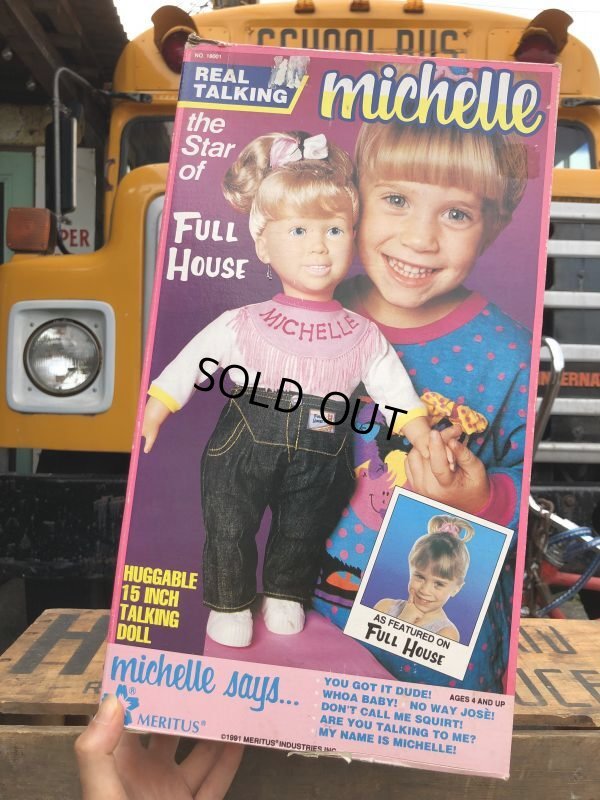 SCHOOL BUS
NO. 16001
REAL
TALKING
michelle
the
Star
of
FULL
HOUSE
PER
MICHELLE
SOLD OUT
HUGGABLE
15 INCH
TALKING
DOLL
AS FEATURED ON
FULL HOUSE
michelle says...
YOU GOT IT DUDE!
AGES 4 AND UP
WHOA BABY! NO WAY JOSÈ!
DON'T CALL ME SQUIRT!
ARE YOU TALKING TO ME?
MY NAME IS MICHELLE!
MERITUS®
©1991 MERITUS® INDUSTRIES, INC.